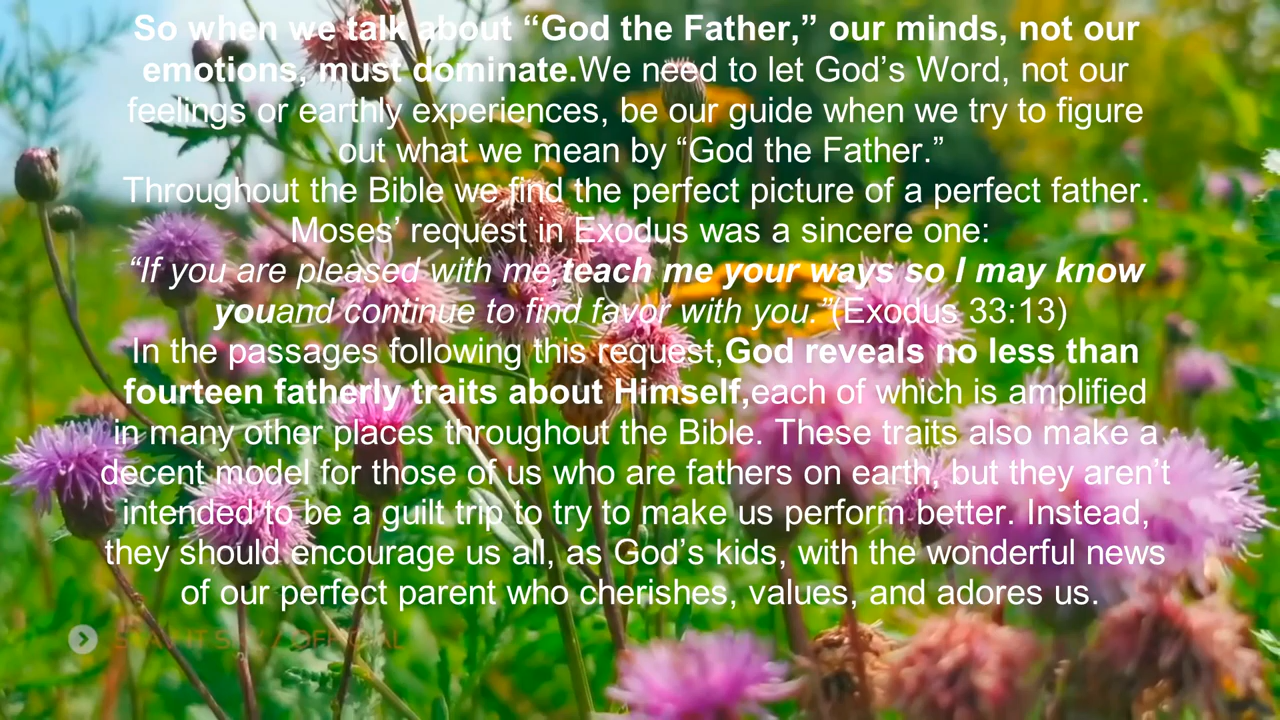 So when we talk about “God the Father,” our minds, not our
emotions, must dominate.We need to let God’s Word, not our
feelings or earthly experiences, be our guide when we try to figure
out what we mean by “God the Father.”
Throughout the Bible we find the perfect picture of a perfect father.
Moses’ request in Exodus was a sincere one:
“If you are pleased with me,teach me your ways so I may know
youand continue to find favor with you.”(Exodus 33:13)
In the passages following this request,God reveals no less than
fourteen fatherly traits about Himself,each of which is amplified
in many other places throughout the Bible. These traits also make a
decent model for those of us who are fathers on earth, but they aren’t
intended to be a guilt trip to try to make us perform better. Instead,
they should encourage us all, as God’s kids, with the wonderful news
of our perfect parent who cherishes, values, and adores us.
/ OFFICIAL